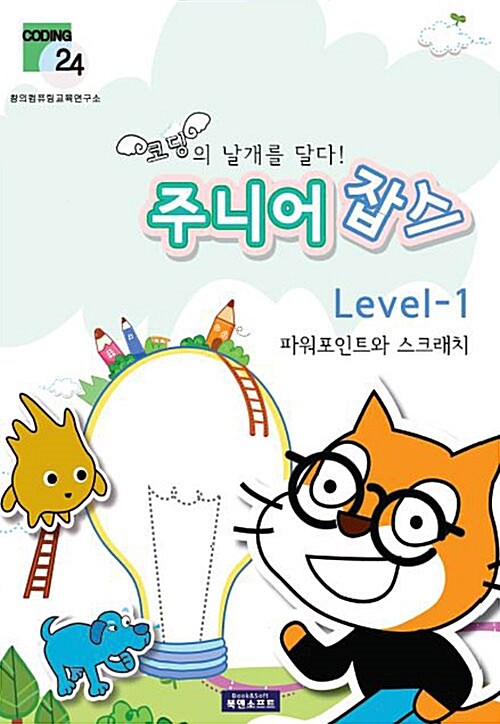 CODING
24
창의컴퓨팅교육연구소
코딩의 날개를 달다!
주니어 잡스
Level-1
파워포인트와 스크래치
Book&Soft
북앤소프트